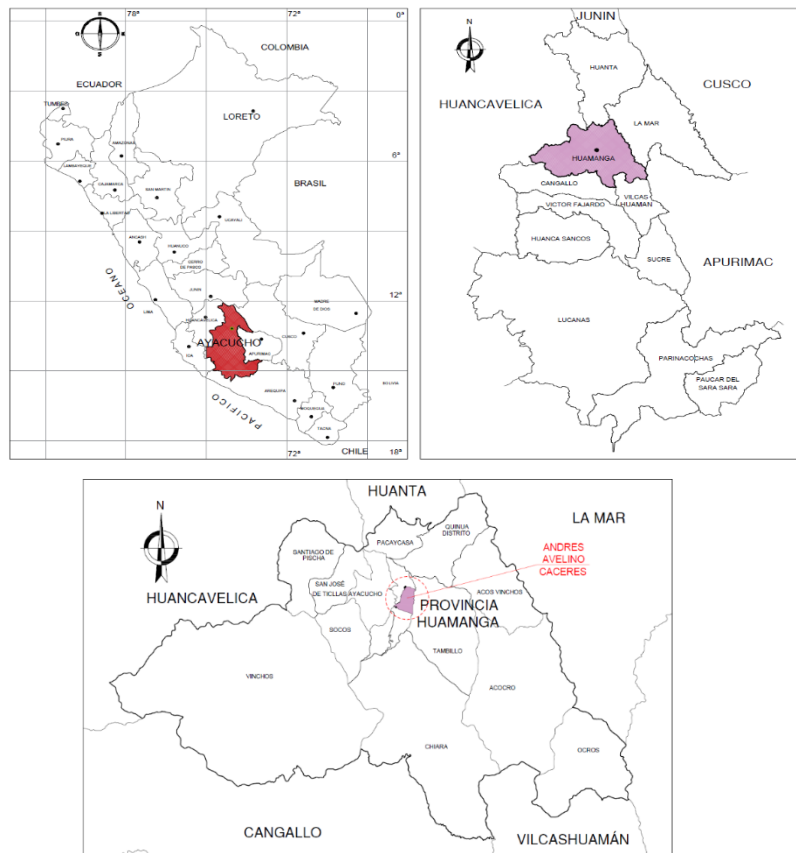 78°
72°
0°
COLOMBIA
ECUADOR
TUMBES
LORETO
PIURA
AMAZONAS
6°
LAMBAYEQUE
CAJAMARCA
SAN MARTIN
BRASIL
LA LIBERTAD
UCAYALI
ANCASH
HUANUCO
CERRO
DE PASCO
OCEANO
JUNIN
12°
LIMA
MADRE
DE DIOS
HUANCAVELICA
AYACUCHO
CUSCO
ICA
APURIMAC
PUNO
BOLIVIA
AREQUIPA
PACIFICO
MOQUEGUA
TACNA
72°
CHILE
18°
JUNIN
N
HUANTA
CUSCO
HUANCAVELICA
LA MAR
HUAMANGA
CANGALLO
VILCAS
HUAMAN
VICTOR FAJARDO
HUANCA SANCOS
SUCRE
APURIMAC
LUCANAS
PARINACOCHAS
PAUCAR DEL
SARA SARA
HUANTA
N
LA MAR
QUINUA
DISTRITO
PACAYCASA
SANTIAGO DE
PISCHA
ANDRES
AVELINO
CACERES
SAN JOSÉ
DE TICLLAS
AYACUCHO
ACOS VINCHOS
HUANCAVELICA
PROVINCIA
HUAMANGA
SOCOS
TAMBILLO
VINCHOS
ACOCRO
CHIARA
OCROS
CANGALLO
VILCASHUAMÁN